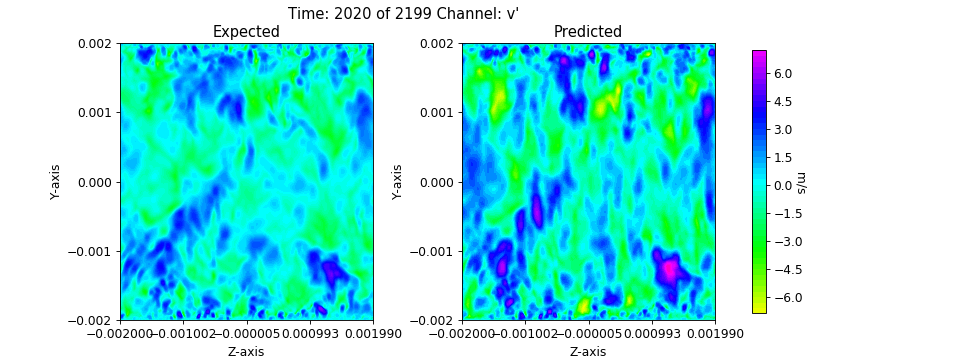 Time: 2020 of 2199 Channel: v'
Expected
Predicted
0.002
0.001
0.000
−0.001
−0.002
Y-axis
−0.002000 −0.001002 −0.000005 0.000993 0.001990
Z-axis
0.002
0.001
0.000
−0.001
−0.002
Y-axis
−0.002000 −0.001002 −0.000005 0.000993 0.001990
Z-axis
6.0
4.5
3.0
1.5
0.0
−1.5
−3.0
−4.5
−6.0
m/s